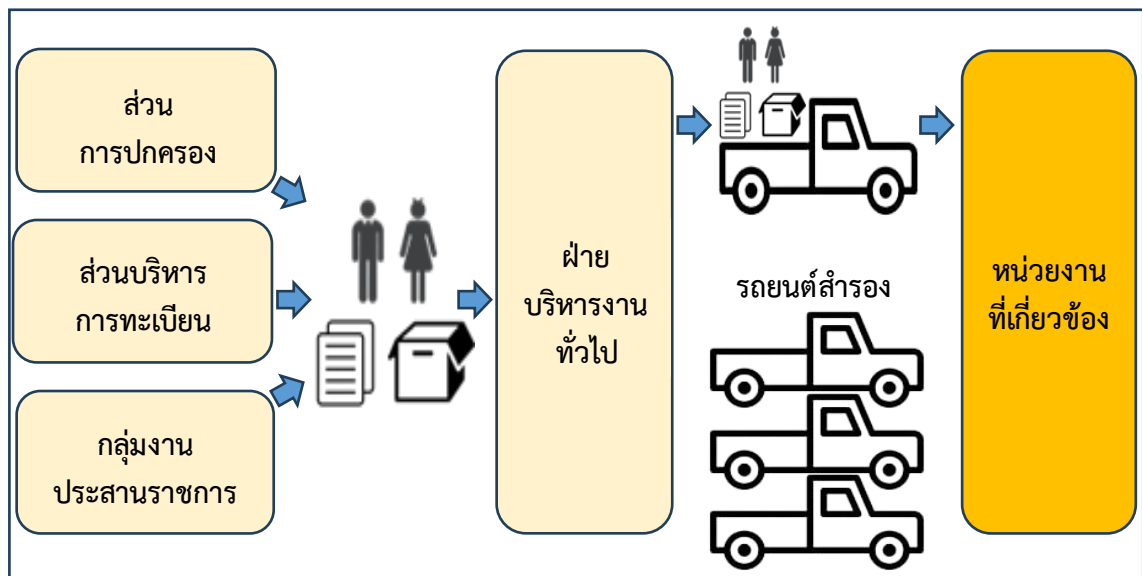 ส่วน
การปกครอง
ส่วนบริหาร
การทะเบียน
กลุ่มงาน
ประสานราชการ
ฝ่าย
บริหารงาน
ทั่วไป
รถยนต์สำรอง
หน่วยงาน
ที่เกี่ยวข้อง